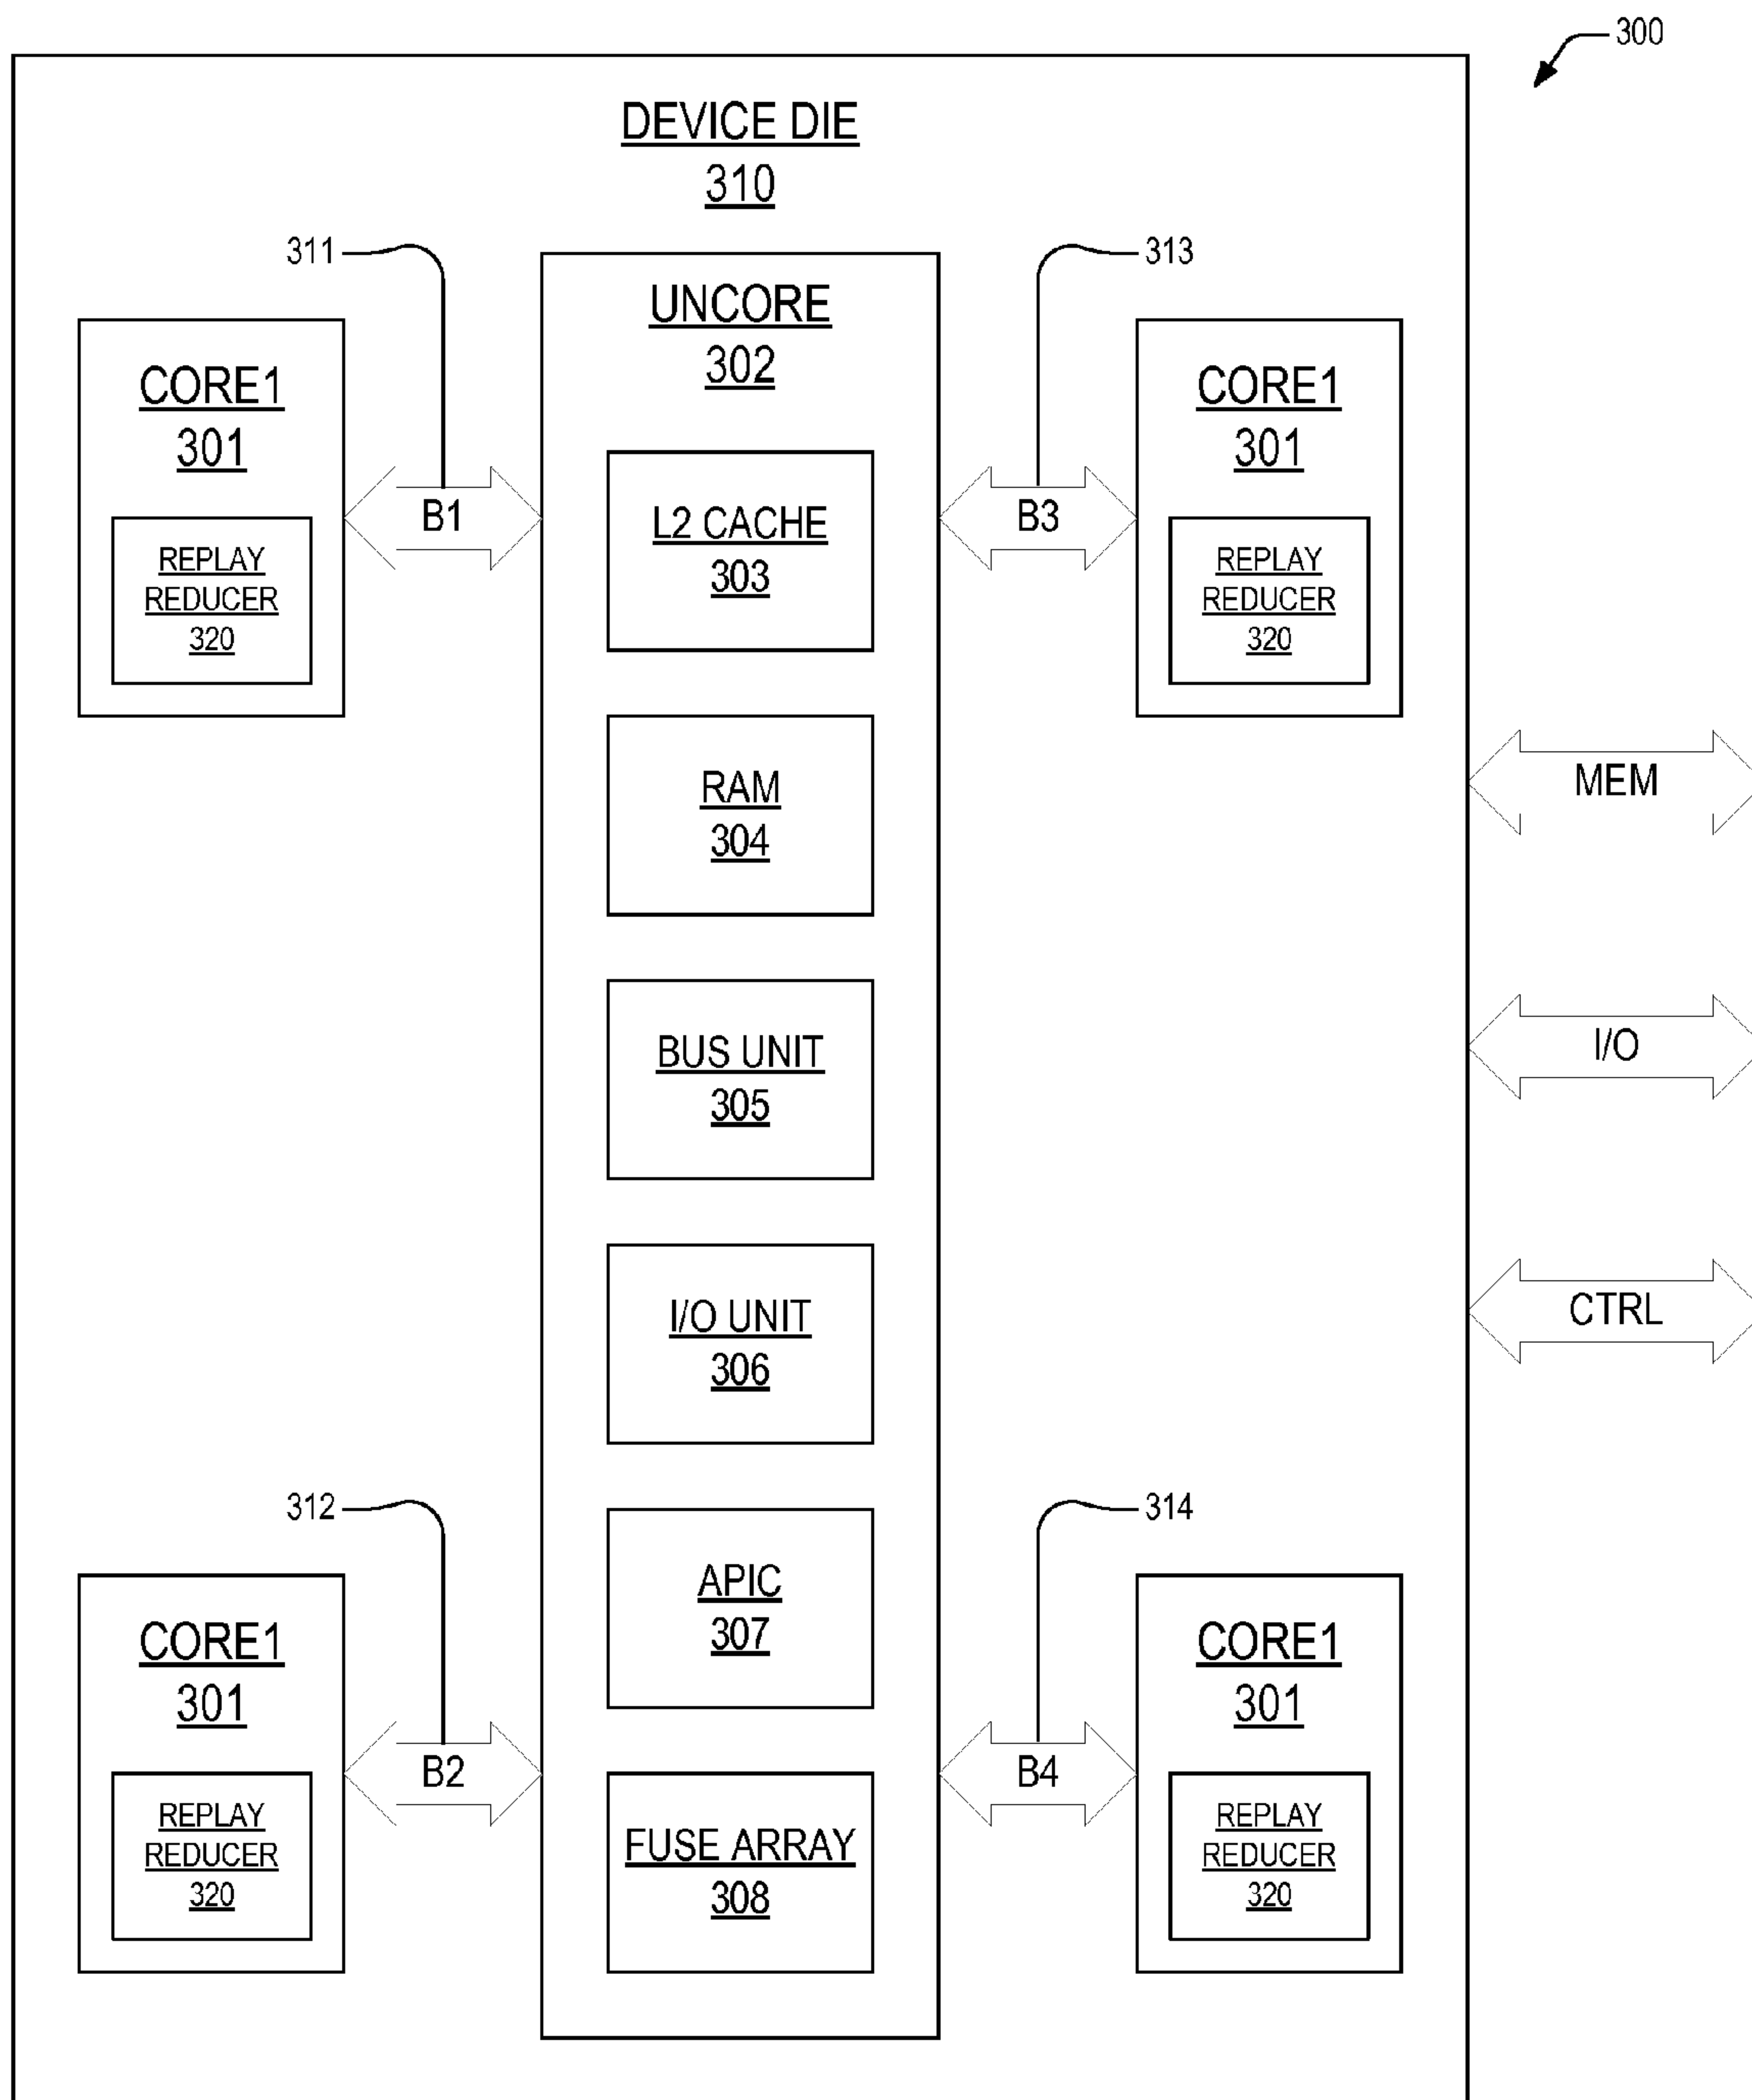 300
DEVICE DIE
310
311
313
UNCORE
302
CORE1
301
REPLAY
REDUCER
320
B1
L2 CACHE
303
B3
CORE1
301
REPLAY
REDUCER
320
RAM
304
MEM
BUS UNIT
305
I/O
I/O UNIT
306
CTRL
312
314
APIC
307
CORE1
301
REPLAY
REDUCER
320
B2
FUSE ARRAY
308
B4
CORE1
301
REPLAY
REDUCER
320